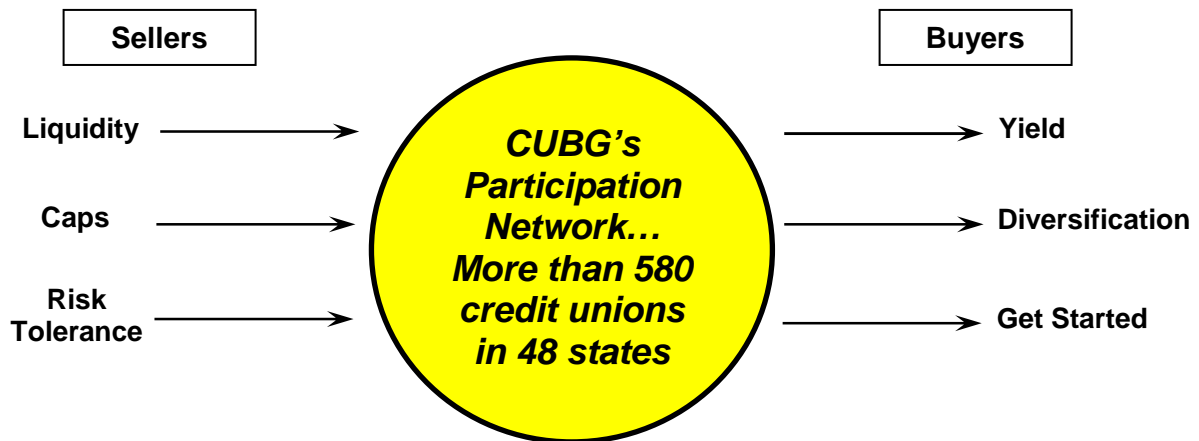 Sellers
Buyers
Liquidity
Caps
Risk
Tolerance
CUBG's
Participation
Network…
More than 580
credit unions
in 48 states
Yield
Diversification
Get Started